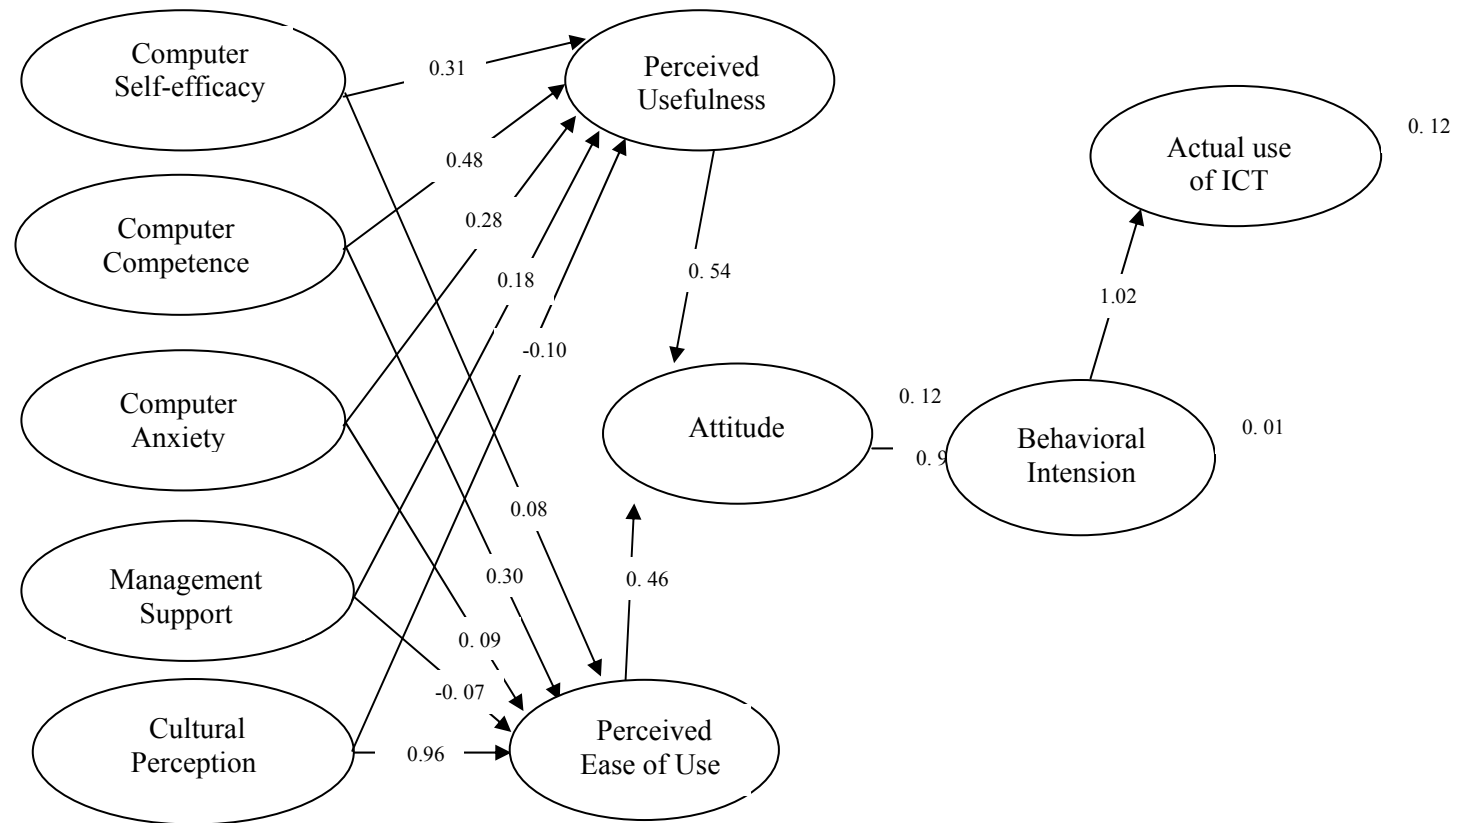 Computer
Self-efficacy
0.31
Perceived
Usefulness
Actual use
of ICT
0.12
0.48
Computer
Competence
0.28
0.18
0. 54
1.02
-0.10
Computer
Anxiety
Attitude
0.12
0. 9
Behavioral
Intension
0. 01
0.08
Management
Support
0.30
0.46
0. 09
-0. 07
Cultural
Perception
0.96
Perceived
Ease of Use